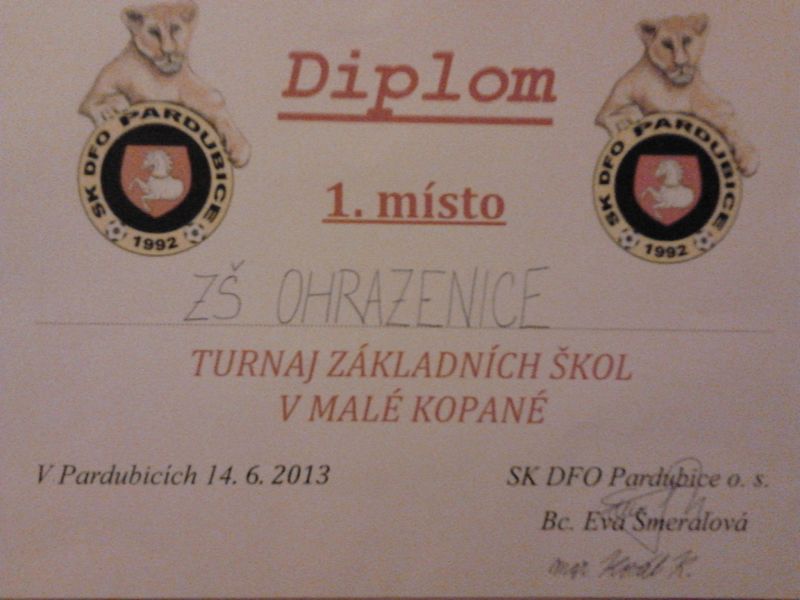 Diplom
SK DFO PARDUBICE
1992
SK DFO PARDUBICE
1992
1. místo
ZŠ OHRAZENICE
TURNAJ ZÁKLADNÍCH ŠKOL
V MALÉ KOPANÉ
V Pardubicích 14. 6. 2013
SK DFO Pardubice o. s.
Bc. Eva Šmeraľová